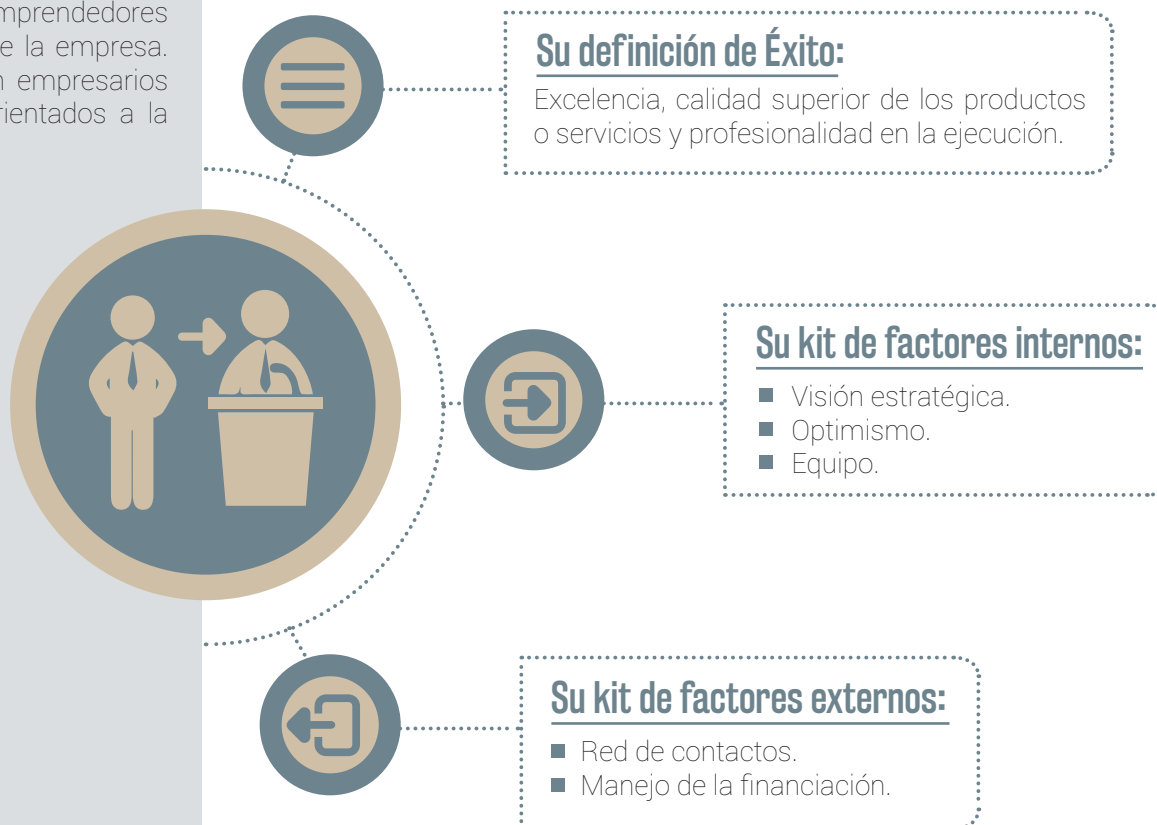 mprendedores
e la empresa.
empresarios
rientados a la
Su definición de Éxito:
Excelencia, calidad superior de los productos
o servicios y profesionalidad en la ejecución.
Su kit de factores internos:
■ Visión estratégica.
■ Optimismo.
■ Equipo.
Su kit de factores externos:
■ Red de contactos.
■ Manejo de la financiación.